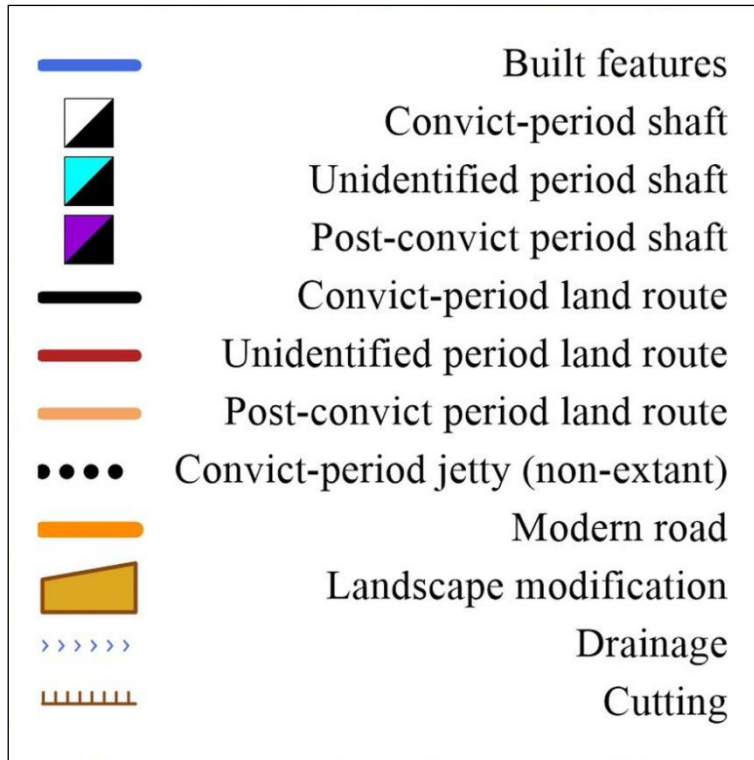 Built features
Convict-period shaft
Unidentified period shaft
Post-convict period shaft
Convict-period land route
Unidentified period land route
Post-convict period land route
Convict-period jetty (non-extant)
Modern road
Landscape modification
Drainage
Cutting